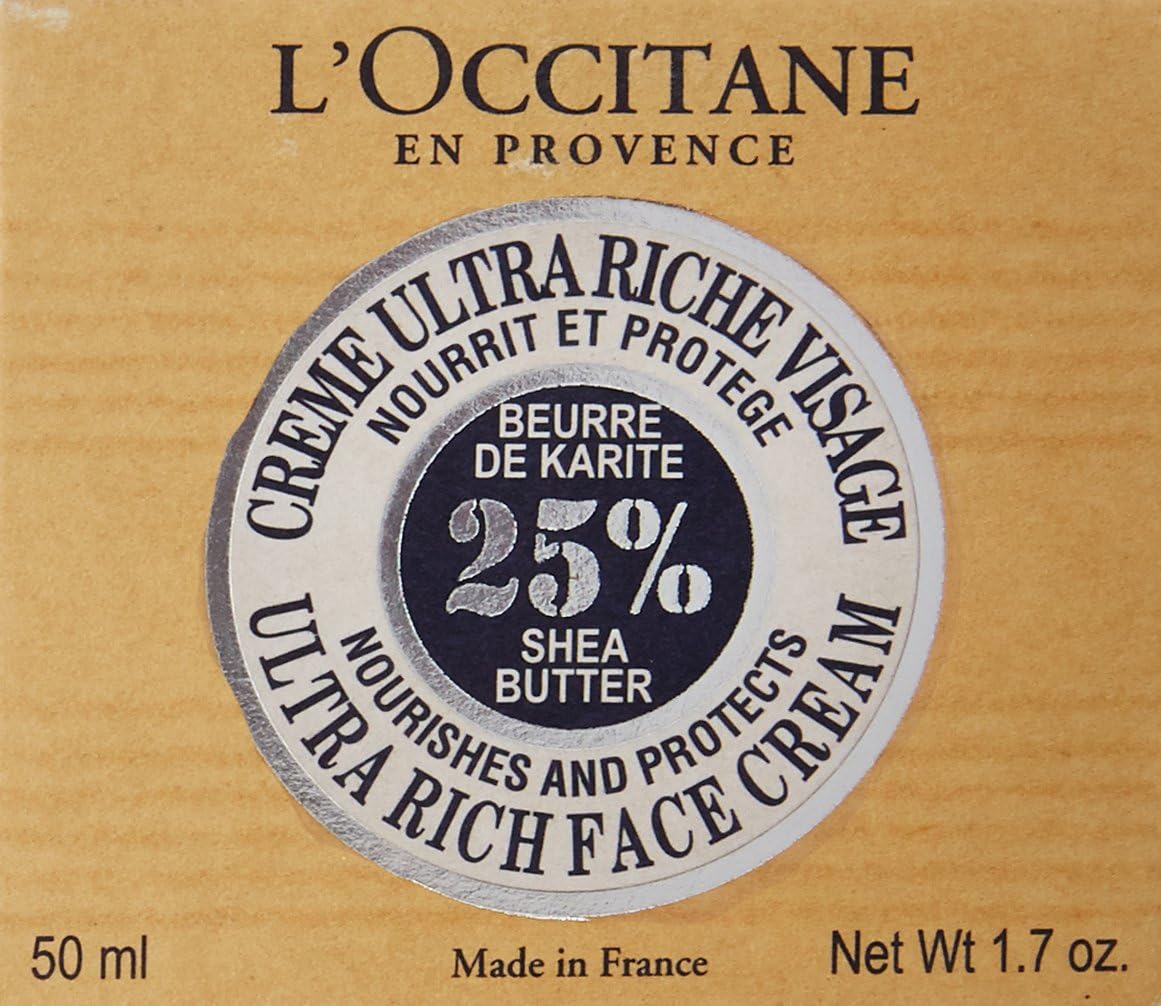 L'OCCITANE
EN PROVENCE
CREME ULTRA RICHE VISAGE
NOURRIT ET PROTEGE
BEURRE
DE KARITE
25%
SHEA
BUTTER
NOURISHES AND PROTECTS
ULTRA RICH FACE CREAM
50 ml
Made in France
Net Wt 1.7 oz.